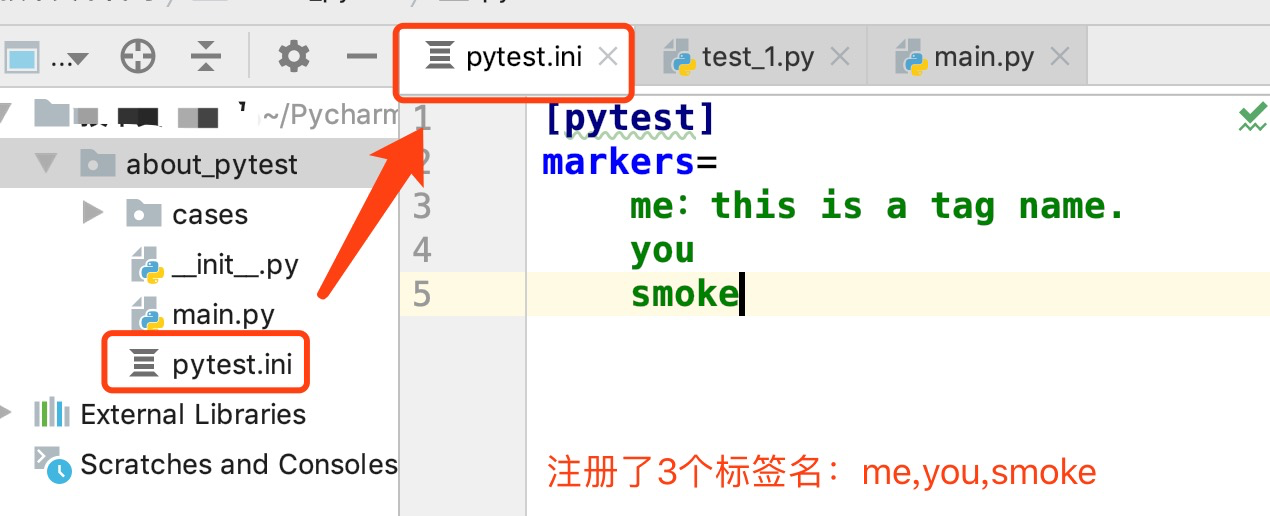 ...
pytest.ini
test_1.py
main.py
~/Pycharm
about_pytest
cases
__init__.py
main.py
pytest.ini
External Libraries
Scratches and Consoles
1 [pytest]
2 markers=
3 me：this is a tag name.
4 you
5 smoke
注册了3个标签名：me,you,smoke